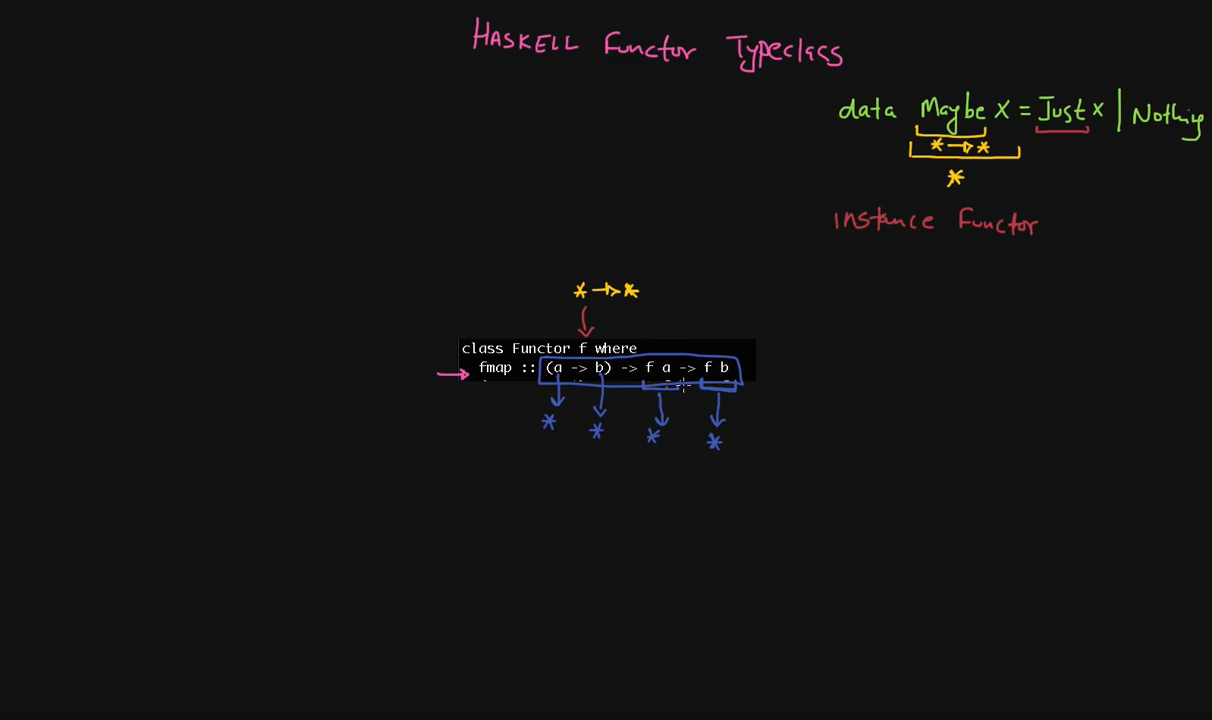 HASKELL Functor Typeclass
data Maybe x = Just x | Nothing
* → *
*
instance Functor
* → *
class Functor f where
fmap :: (a -> b) -> f a -> f b
* * * *